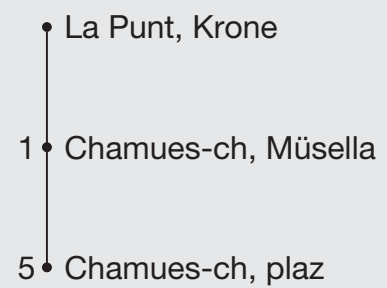 La Punt, Krone
1 Chamues-ch, Müsella
5 Chamues-ch, plaz